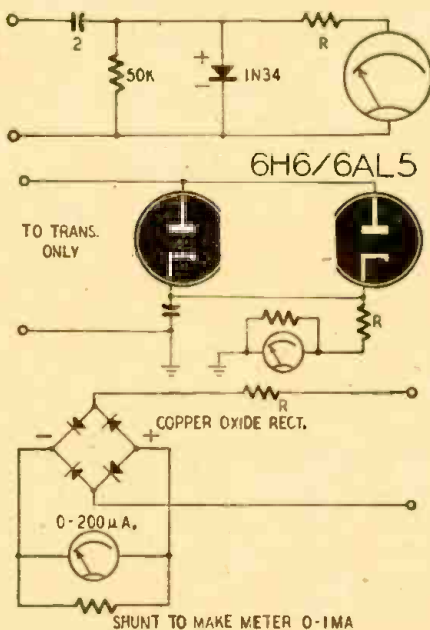 2
50K
+
-
1N34
R
6H6/6AL5
TO TRANS.
ONLY
-
R
R
COPPER OXIDE RECT.
-
+
0-200μA.
SHUNT TO MAKE METER 0-1MA